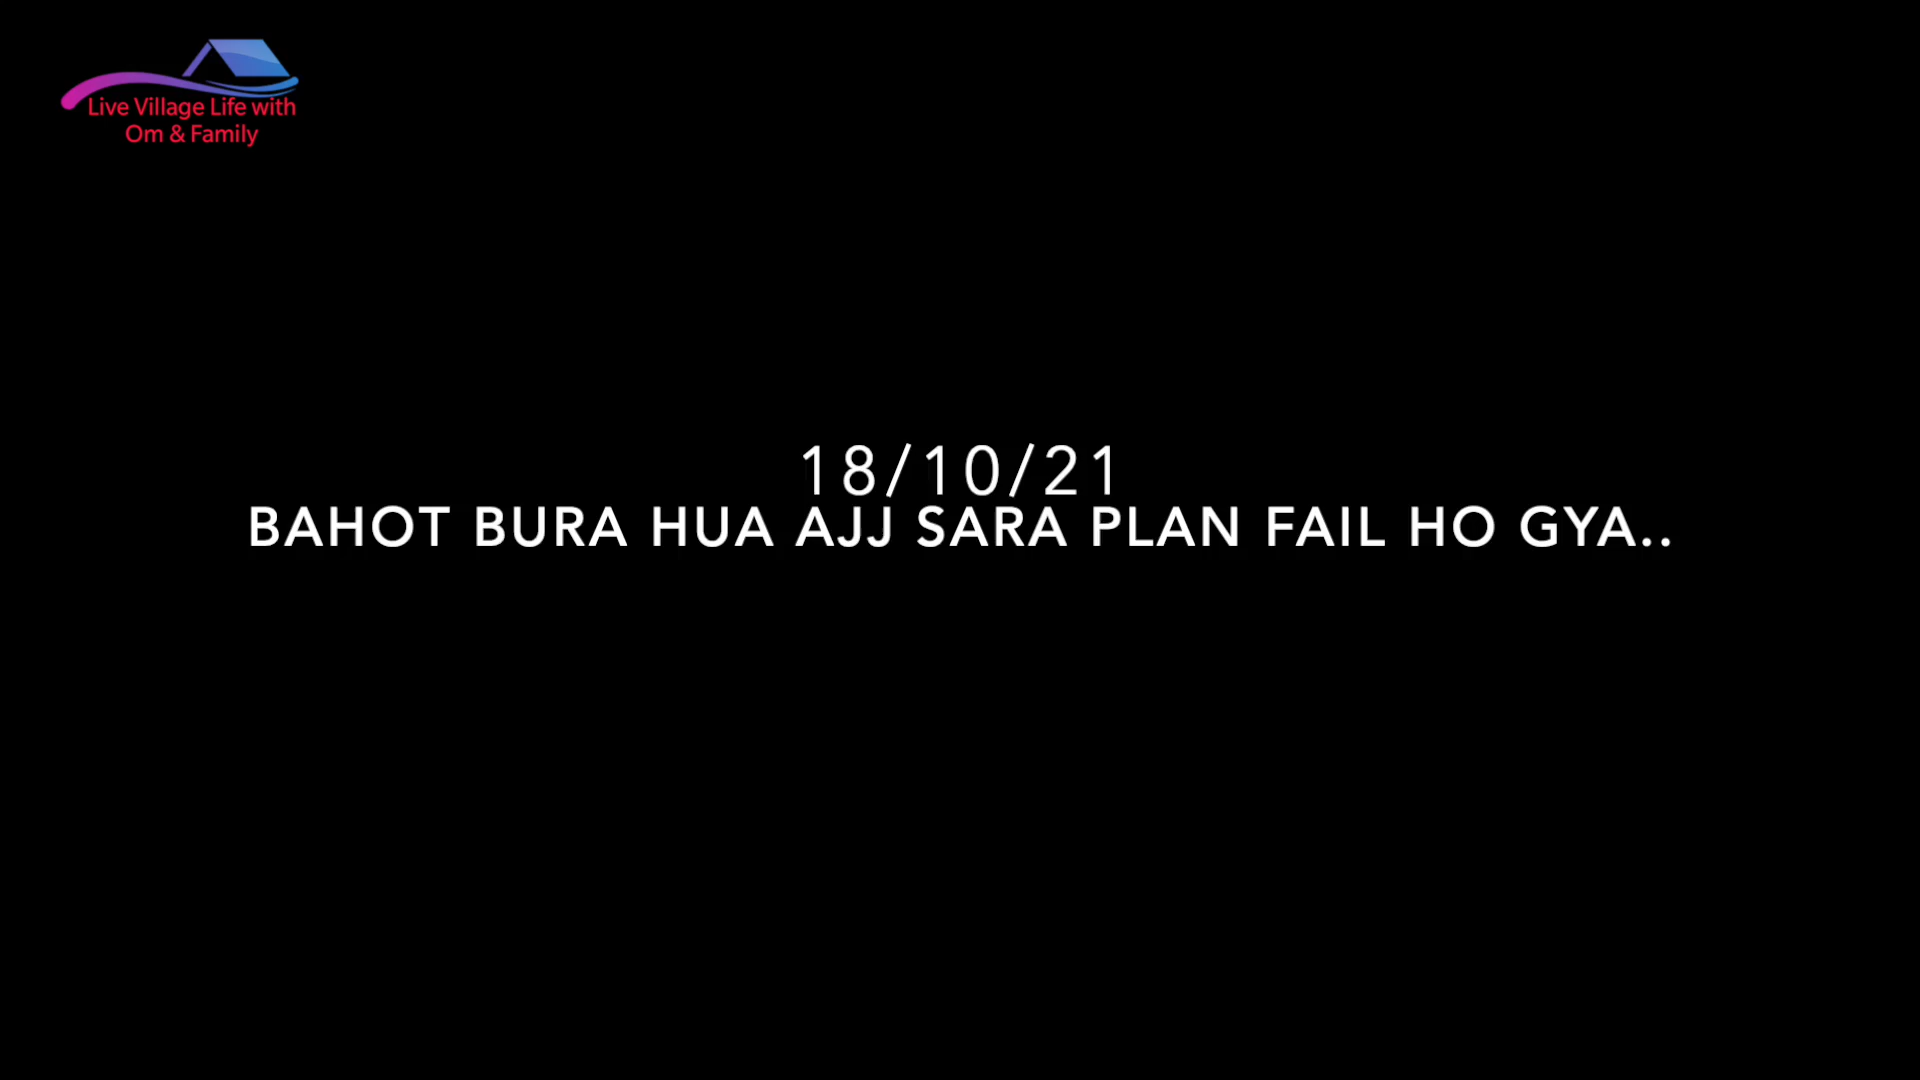 Live Village Life with
Om & Family
18/10/21
BAHOT BURA HUA AJJ SARA PLAN FAIL HO GYA..